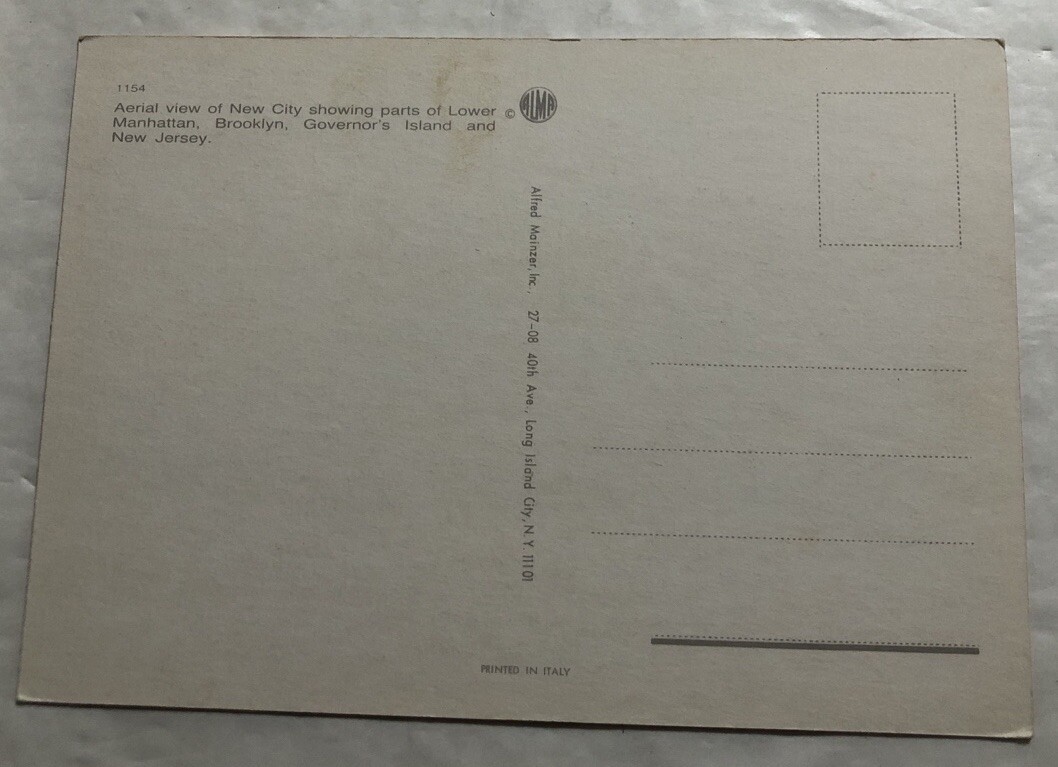 1154
Aerial view of New City showing parts of Lower
Manhattan, Brooklyn, Governor's Island and
New Jersey.
© ALMA
Alfred Mainzer, Inc., 27-08 40th Ave., Long Island City, N.Y. 11101
PRINTED IN ITALY